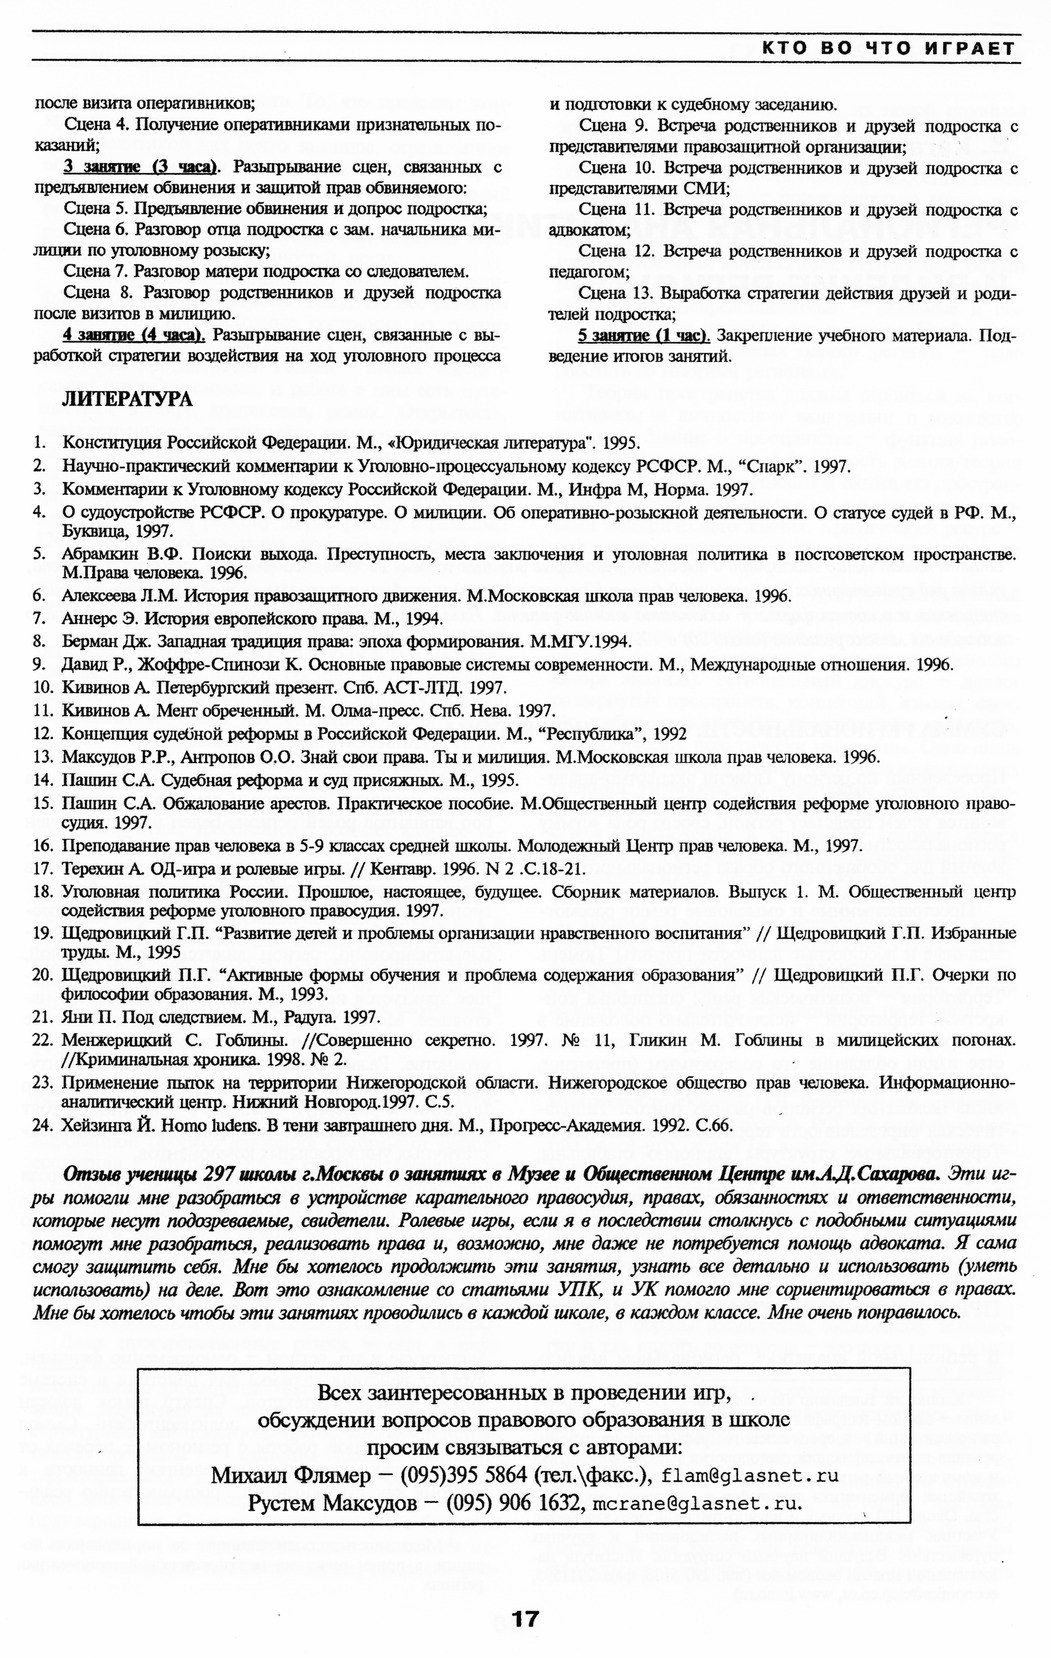 КТО ВО ЧТО ИГРАЕТ
после визита оперативников;
Сцена 4. Получение оперативниками признательных по-
казаний;
3 занятие (3 часа). Разыгрывание сцен, связанных с
предъявлением обвинения и защитой прав обвиняемого:
Сцена 5. Предъявление обвинения и допрос подростка;
Сцена 6. Разговор отца подростка с зам. начальника ми-
лиции по уголовному розыску;
Сцена 7. Разговор матери подростка со следователем.
Сцена 8. Разговор родственников и друзей подростка
после визитов в милицию.
4 занятие (4 часа). Разыгрывание сцен, связанные с вы-
работкой стратегии воздействия на ход уголовного процесса
и подготовки к судебному заседанию.
Сцена 9. Встреча родственников и друзей подростка с
представителями правозащитной организации;
Сцена 10. Встреча родственников и друзей подростка с
представителями СМИ;
Сцена 11. Встреча родственников и друзей подростка с
адвокатом;
Сцена 12. Встреча родственников и друзей подростка с
педагогом;
Сцена 13. Выработка стратегии действия друзей и роди-
телей подростка;
5 занятие (1 час). Закрепление учебного материала. Под-
ведение итогов занятий.
ЛИТЕРАТУРА
1. Конституция Российской Федерации. М., «Юридическая литература". 1995.
2. Научно-практический комментарии к Уголовно-процессуальному кодексу РСФСР. М., “Спарк”. 1997.
3. Комментарии к Уголовному кодексу Российской Федерации. М., Инфра М, Норма. 1997.
4. О судоустройстве РСФСР. О прокуратуре. О милиции. Об оперативно-розыскной деятельности. О статусе судей в РФ. М.,
Буквица, 1997.
5. Абрамкин В.Ф. Поиски выхода. Преступность, места заключения и уголовная политика в постсоветском пространстве.
М.Права человека. 1996.
6. Алексеева Л.М. История правозащитного движения. М.Московская школа прав человека. 1996.
7. Аннерс Э. История европейского права. М., 1994.
8. Берман Дж. Западная традиция права: эпоха формирования. М.МГУ.1994.
9. Давид Р., Жоффре-Спинози К. Основные правовые системы современности. М., Международные отношения. 1996.
10. Кивинов А. Петербургский презент. Спб. АСТ-ЛТД. 1997.
11. Кивинов А. Мент обреченный. М. Олма-пресс. Спб. Нева. 1997.
12. Концепция судебной реформы в Российской Федерации. М., “Республика”, 1992
13. Максудов Р.Р., Антропов О.О. Знай свои права. Ты и милиция. М.Московская школа прав человека. 1996.
14. Пашин С.А. Судебная реформа и суд присяжных. М., 1995.
15. Пашин С.А. Обжалование арестов. Практическое пособие. М.Общественный центр содействия реформе уголовного право-
судия. 1997.
16. Преподавание прав человека в 5-9 классах средней школы. Молодежный Центр прав человека. М., 1997.
17. Терехин А. ОД-игра и ролевые игры. // Кентавр. 1996. N 2 .С.18-21.
18. Уголовная политика России. Прошлое, настоящее, будущее. Сборник материалов. Выпуск 1. М. Общественный центр
содействия реформе уголовного правосудия. 1997.
19. Щедровицкий Г.П. “Развитие детей и проблемы организации нравственного воспитания” // Щедровицкий Г.П. Избранные
труды. М., 1995
20. Щедровицкий П.Г. “Активные формы обучения и проблема содержания образования” // Щедровицкий П.Г. Очерки по
философии образования. М., 1993.
21. Яни П. Под следствием. М., Радуга. 1997.
22. Менжерицкий С. Гоблины. //Совершенно секретно. 1997. № 11, Гликин М. Гоблины в милицейских погонах.
//Криминальная хроника. 1998. № 2.
23. Применение пыток на территории Нижегородской области. Нижегородское общество прав человека. Информационно-
аналитический центр. Нижний Новгород.1997. С.5.
24. Хейзинга Й. Homo ludens. В тени завтрашнего дня. М., Прогресс-Академия. 1992. С.66.
Отзыв ученицы 297 школы г.Москвы о занятиях в Музее и Общественном Центре им.А.Д.Сахарова. Эти иг-
ры помогли мне разобраться в устройстве карательного правосудия, правах, обязанностях и ответственности,
которые несут подозреваемые, свидетели. Ролевые игры, если я в последствии столкнусь с подобными ситуациями
помогут мне разобраться, реализовать права и, возможно, мне даже не потребуется помощь адвоката. Я сама
смогу защитить себя. Мне бы хотелось продолжить эти занятия, узнать все детально и использовать (уметь
использовать) на деле. Вот это ознакомление со статьями УПК, и УК помогло мне сориентироваться в правах.
Мне бы хотелось чтобы эти занятиях проводились в каждой школе, в каждом классе. Мне очень понравилось.
Всех заинтересованных в проведении игр,
обсуждении вопросов правового образования в школе
просим связываться с авторами:
Михаил Флямер — (095)395 5864 (тел.\факс.), flam@glasnet.ru
Рустем Максудов — (095) 906 1632, mcrane@glasnet.ru.
17